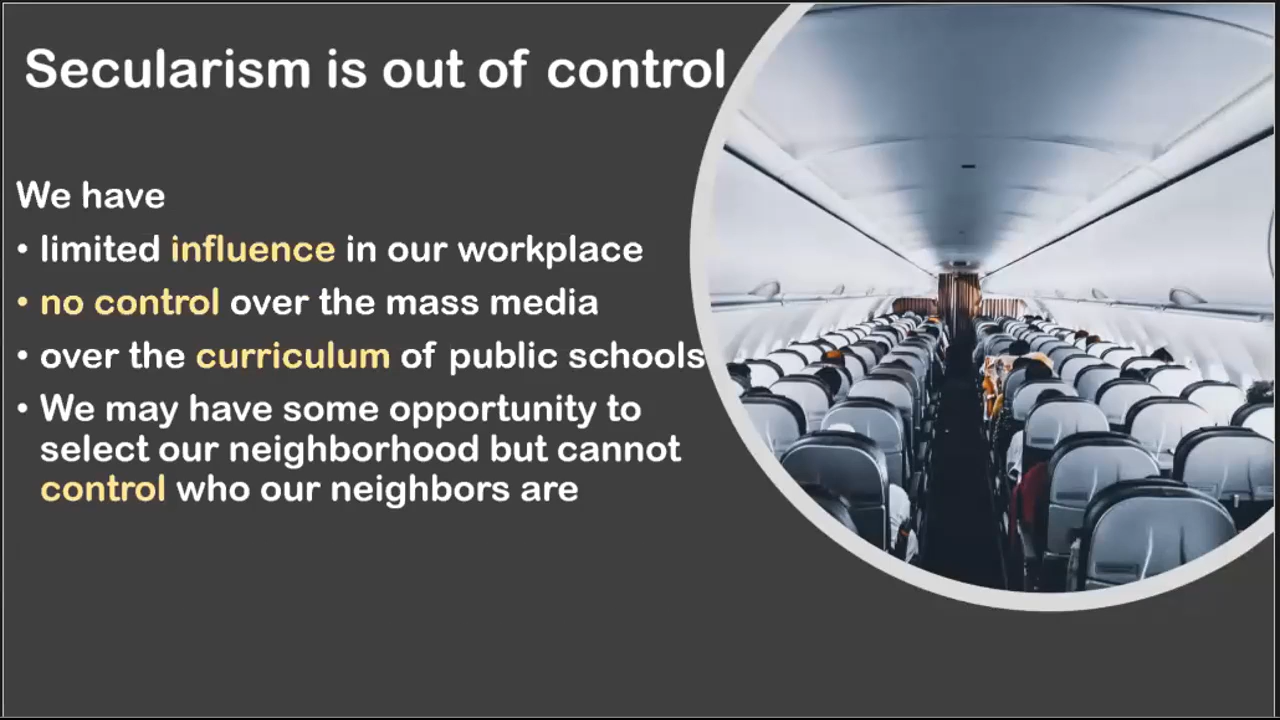 Secularism is out of control
We have
• limited influence in our workplace
• no control over the mass media
• over the curriculum of public schools
• We may have some opportunity to
select our neighborhood but cannot
control who our neighbors are